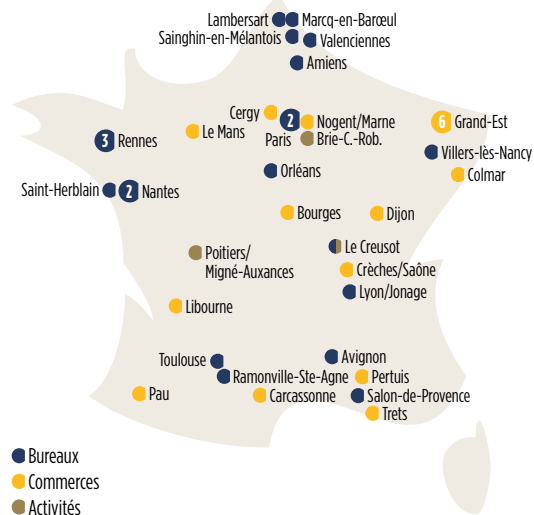 Lambersart
Marcq-en-Barœul
Sainghin-en-Mélantois
Valenciennes
Amiens
Cergy
2
Nogent/Marne
6 Grand-Est
3 Rennes
Le Mans
Paris
Brie-C.-Rob.
Villers-lès-Nancy
Colmar
Orléans
Saint-Herblain
2 Nantes
Bourges
Dijon
Le Creusot
Poitiers/
Migné-Auxances
Crèches/Saône
Lyon/Jonage
Libourne
Toulouse
Avignon
Ramonville-Ste-Agne
Pertuis
Pau
Carcassonne
Salon-de-Provence
Trets
Bureaux
Commerces
Activités